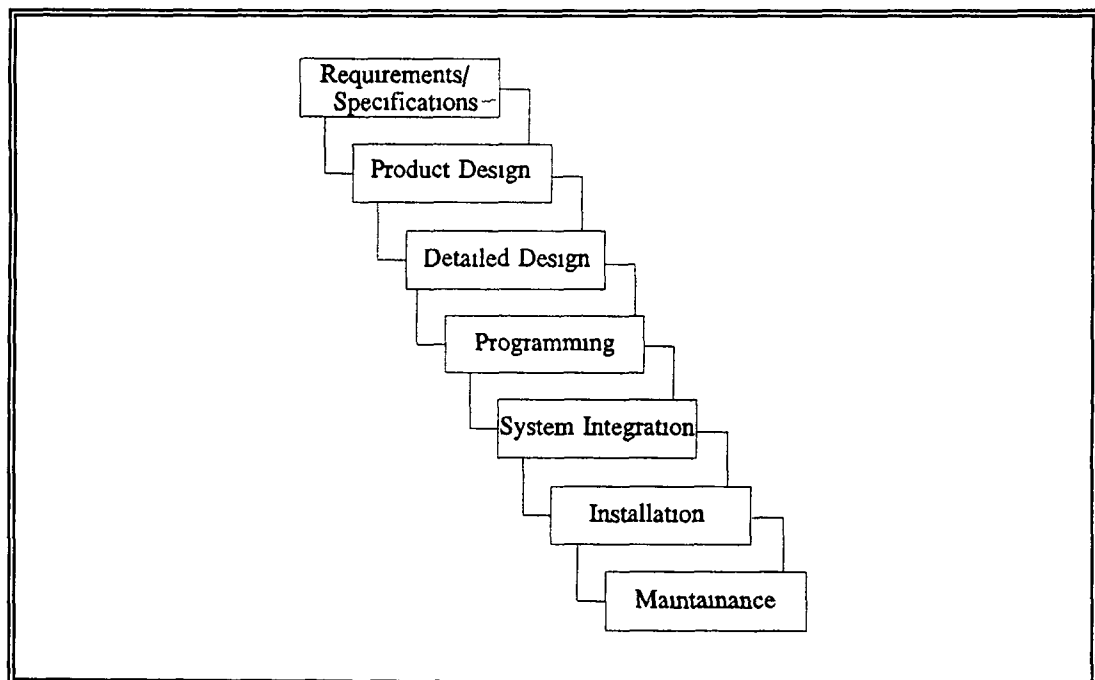 Requirements/
Specifications
Product Design
Detailed Design
Programming
System Integration
Installation
Maintainance